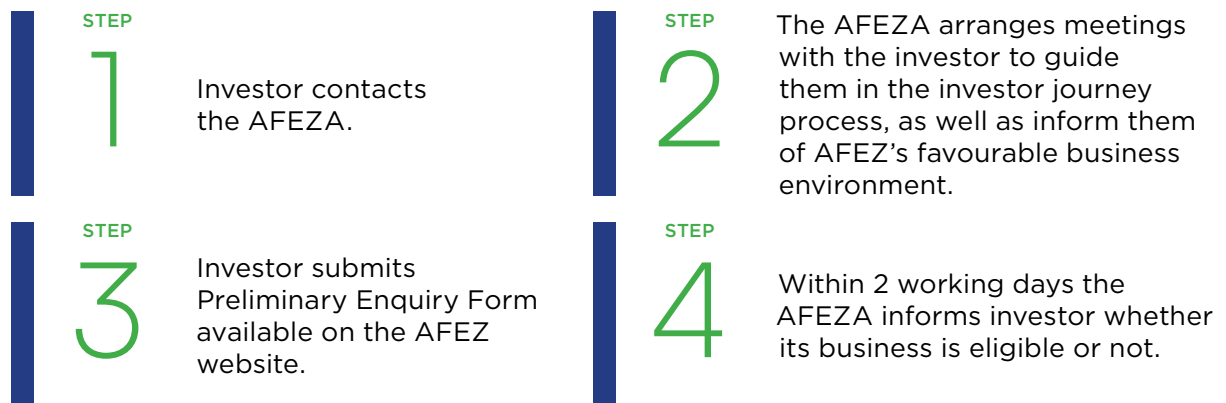 STEP
1
Investor contacts
the AFEZA.
STEP
2
The AFEZA arranges meetings
with the investor to guide
them in the investor journey
process, as well as inform them
of AFEZ’s favourable business
environment.
STEP
3
Investor submits
Preliminary Enquiry Form
available on the AFEZ
website.
STEP
4
Within 2 working days the
AFEZA informs investor whether
its business is eligible or not.